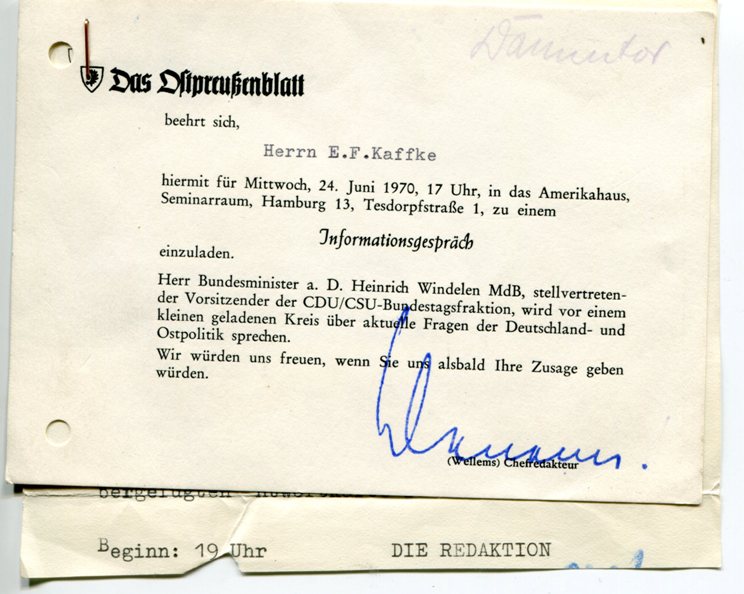 Dammtor
Das Ostpreußenblatt
beehrt sich,
Herrn E.F.Kaffke
hiermit für Mittwoch, 24. Juni 1970, 17 Uhr, in das Amerikahaus,
Seminarraum, Hamburg 13, Tesdorpfstraße 1, zu einem
Informationsgespräch
einzuladen.
Herr Bundesminister a. D. Heinrich Windelen MdB, stellvertreten-
der Vorsitzender der CDU/CSU-Bundestagsfraktion, wird vor einem
kleinen geladenen Kreis über aktuelle Fragen der Deutschland- und
Ostpolitik sprechen.
Wir würden uns freuen, wenn Sie uns alsbald Ihre Zusage geben
würden.
(Wellems) Chefredakteur
Beginn: 19 Uhr DIE REDAKTION